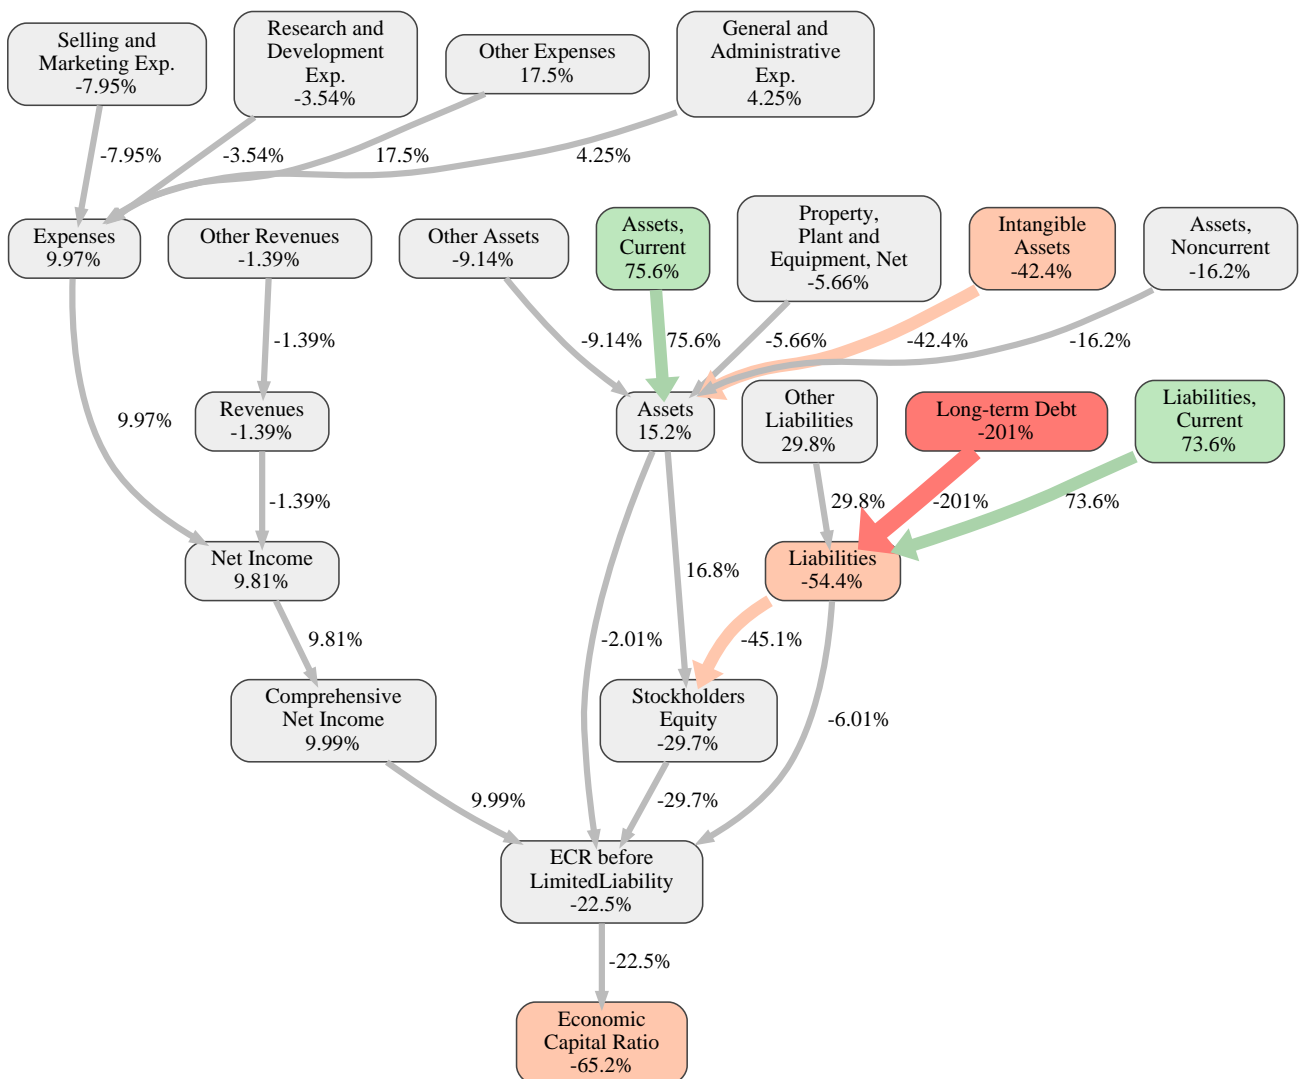 Selling and
Marketing Exp.
-7.95%
Research and
Development
Exp.
-3.54%
Other Expenses
17.5%
General and
Administrative
Exp.
4.25%
-7.95%
-3.54%
17.5%
4.25%
Expenses
9.97%
Other Revenues
-1.39%
Other Assets
-9.14%
Assets,
Current
75.6%
Property,
Plant and
Equipment, Net
-5.66%
Intangible
Assets
-42.4%
Assets,
Noncurrent
-16.2%
-1.39%
-9.14%
75.6%
-5.66%
-42.4%
-16.2%
9.97%
Revenues
-1.39%
Assets
15.2%
Other
Liabilities
29.8%
Long-term Debt
-201%
Liabilities,
Current
73.6%
-1.39%
29.8%
-201%
73.6%
Net Income
9.81%
16.8%
Liabilities
-54.4%
9.81%
-2.01%
-45.1%
Comprehensive
Net Income
9.99%
Stockholders
Equity
-29.7%
-6.01%
9.99%
-29.7%
ECR before
LimitedLiability
-22.5%
-22.5%
Economic
Capital Ratio
-65.2%